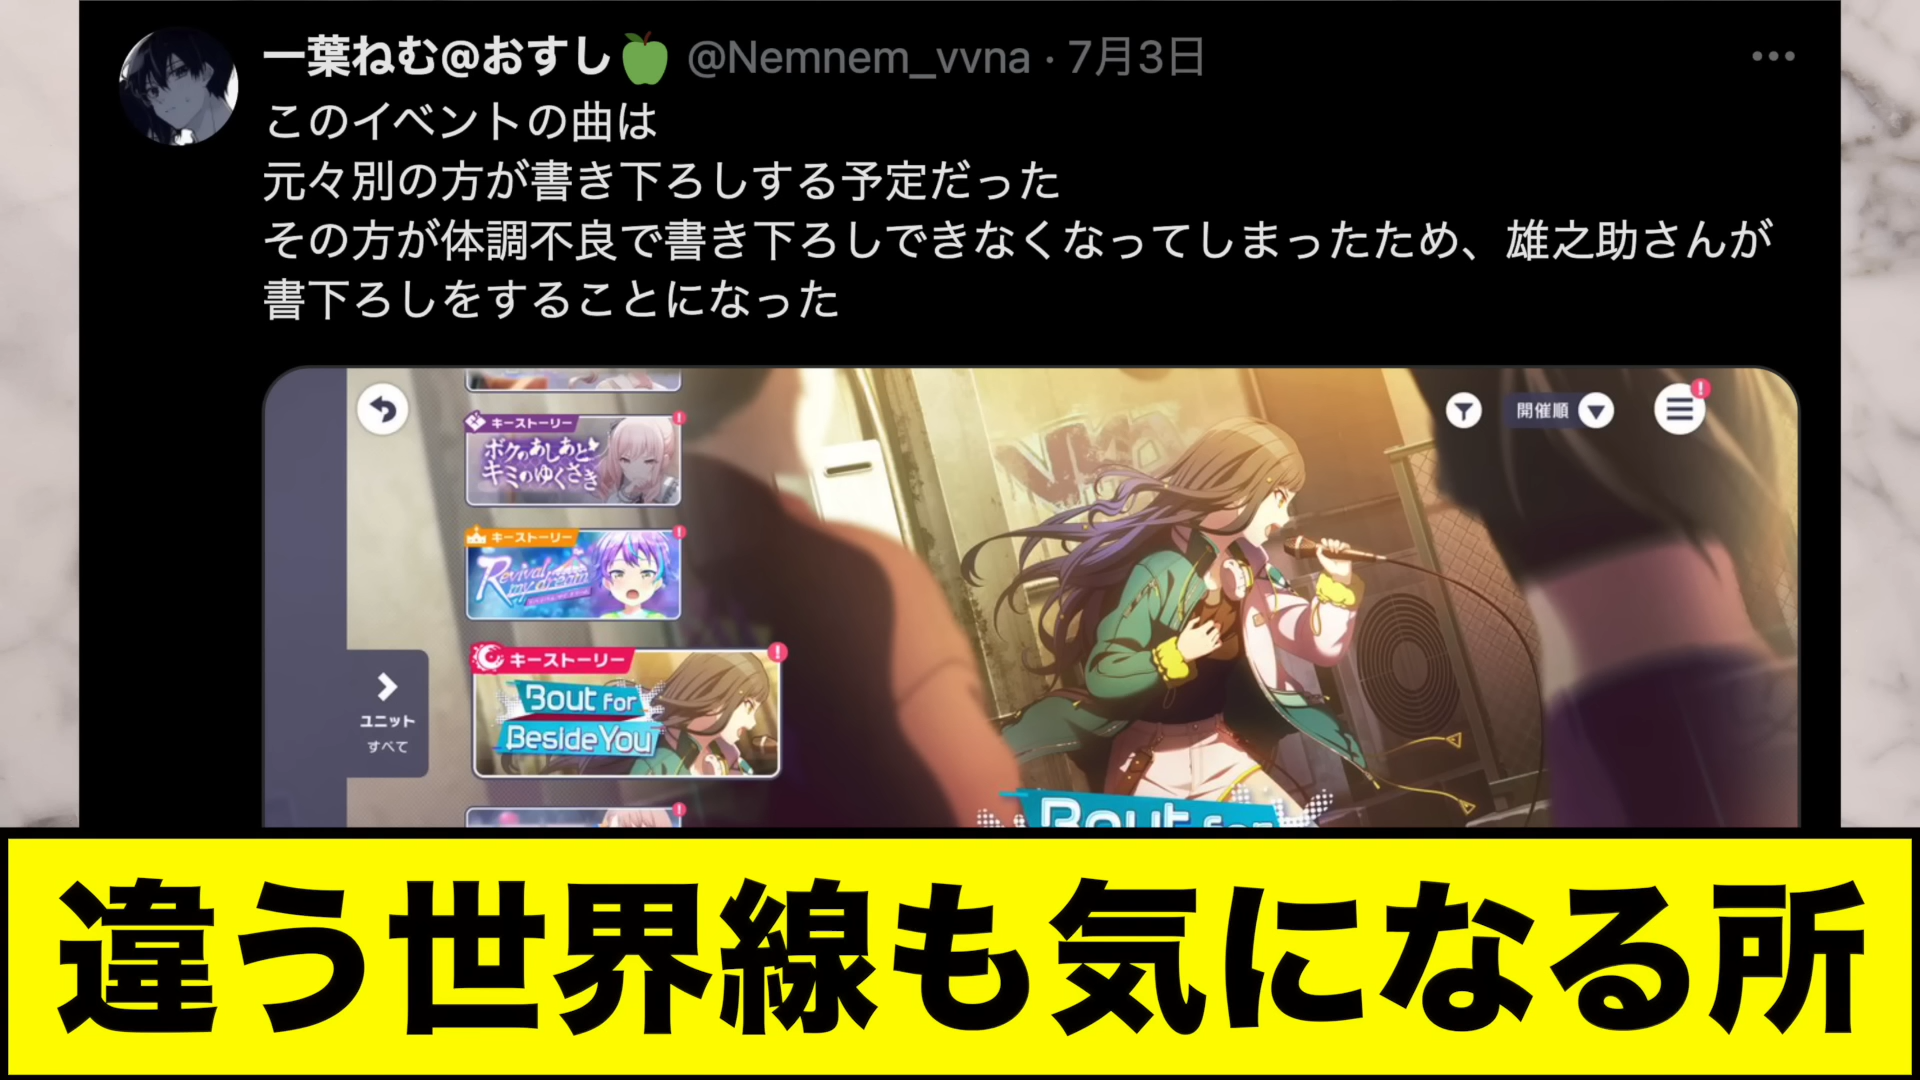 一葉ねむ@おすし🍏 @Nemnem_vvna · 7月3日
このイベントの曲は
元々別の方が書き下ろしする予定だった
その方が体調不良で書き下ろしできなくなってしまったため、雄之助さんが
書下ろしをすることになった
開催順
キーストーリー
ボクのあしあと
キミのゆくさき
キーストーリー
Revival
my dream
キーストーリー
Bout for
Beside You
ユニット
すべて
Bout for
違う世界線も気になる所